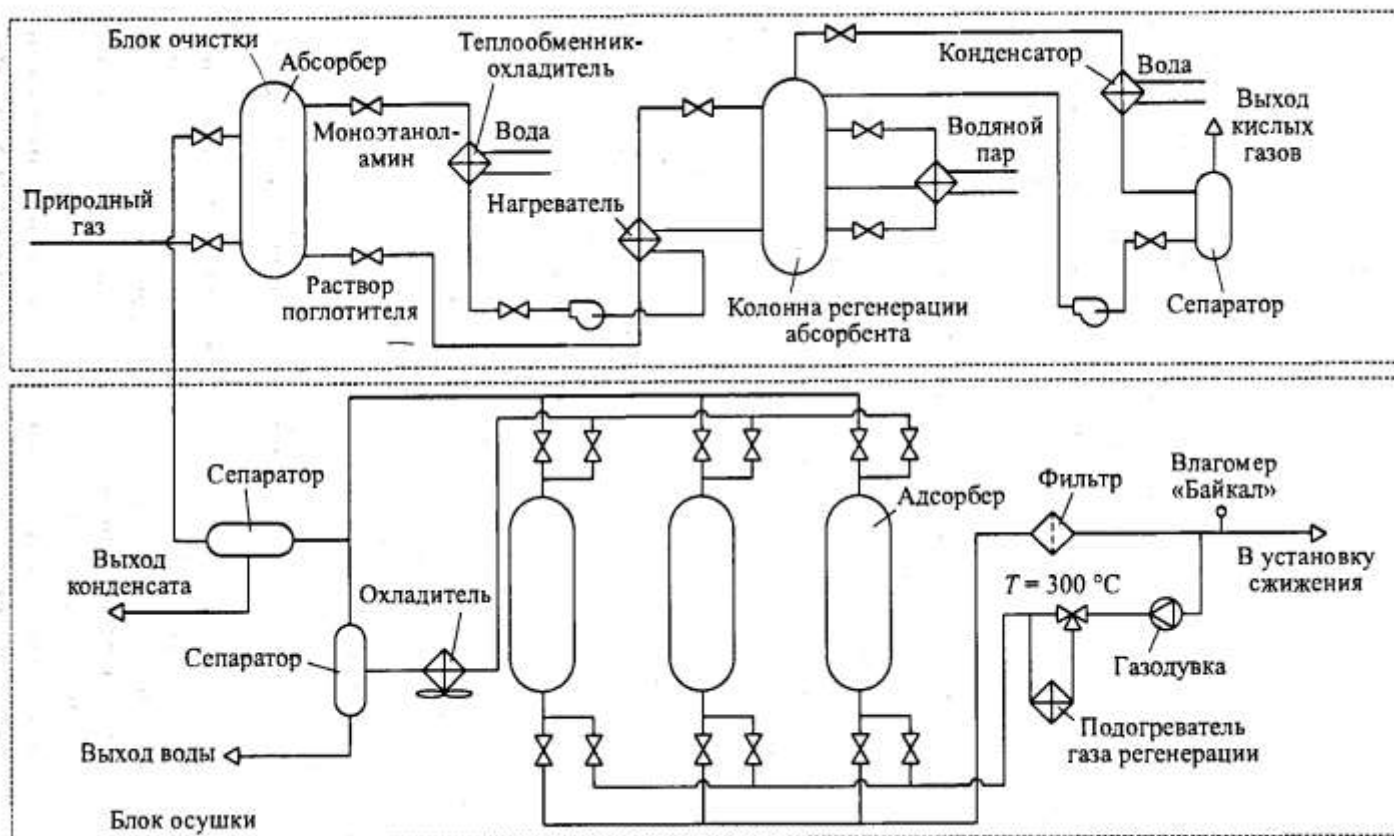 Блок очистки
Абсорбер
Теплообменник-
охладитель
Конденсатор
Вода
Выход
кислых
газов
Моноэтанол-
амин
Вода
Водяной
пар
Природный
газ
Нагреватель
Раствор
поглотителя
Колонна регенерации
абсорбента
Сепаратор
Сепаратор
Адсорбер
Фильтр
Влагомер
«Байкал»
Выход
конденсата
Охладитель
T = 300 °C
В установку
сжижения
Сепаратор
Газодувка
Выход воды
Подогреватель
газа регенерации
Блок осушки